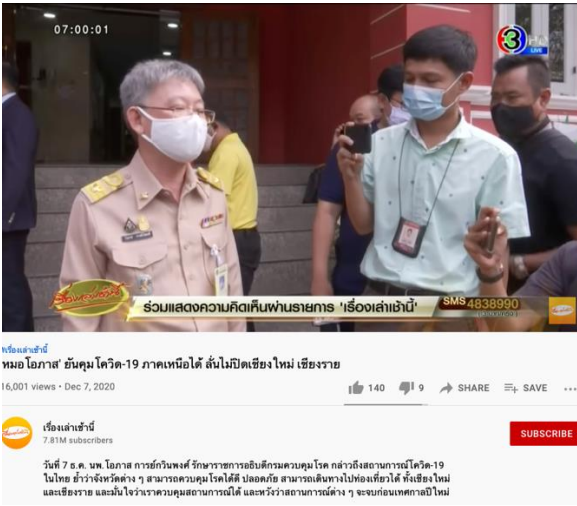 07:00:01
3 HD
LIVE
เรื่องเล่าเช้านี้
ร่วมแสดงความคิดเห็นผ่านรายการ 'เรื่องเล่าเช้านี้'
SMS 4838990
#เรื่องเล่าเช้านี้
หมอโอภาส' ยันคุมโควิด-19 ภาคเหนือได้ ลั่นไม่ปิดเชียงใหม่ เชียงราย
16,001 views • Dec 7, 2020
140
9
SHARE
SAVE
เรื่องเล่าเช้านี้
7.81M subscribers
SUBSCRIBE
วันที่ 7 ธ.ค. นพ.โอภาส การย์กวินพงศ์ รักษาราชการอธิบดีกรมควบคุมโรค กล่าวถึงสถานการณ์โควิด-19
ในไทย ย้ำว่าจังหวัดต่าง ๆ สามารถควบคุมโรคได้ดี ปลอดภัย สามารถเดินทางไปท่องเที่ยวได้ ทั้งเชียงใหม่
และเชียงราย และมั่นใจว่าเราควบคุมสถานการณ์ได้ และหวังว่าสถานการณ์ต่าง ๆ จะจบก่อนเทศกาลปีใหม่